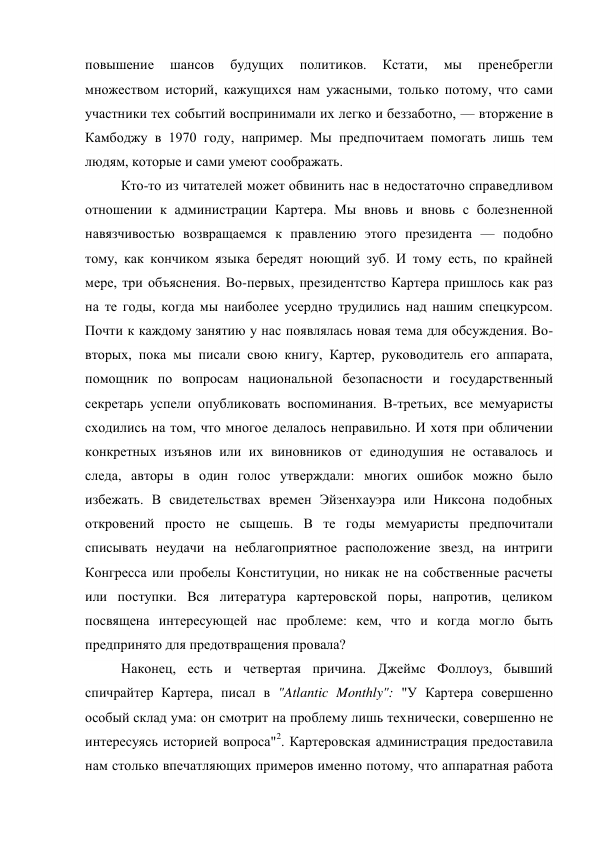 повышение шансов будущих политиков. Кстати, мы пренебрегли
множеством историй, кажущихся нам ужасными, только потому, что сами
участники тех событий воспринимали их легко и беззаботно, — вторжение в
Камбоджу в 1970 году, например. Мы предпочитаем помогать лишь тем
людям, которые и сами умеют соображать.
Кто-то из читателей может обвинить нас в недостаточно справедливом
отношении к администрации Картера. Мы вновь и вновь с болезненной
навязчивостью возвращаемся к правлению этого президента — подобно
тому, как кончиком языка бередят ноющий зуб. И тому есть, по крайней
мере, три объяснения. Во-первых, президентство Картера пришлось как раз
на те годы, когда мы наиболее усердно трудились над нашим спецкурсом.
Почти к каждому занятию у нас появлялась новая тема для обсуждения. Во-
вторых, пока мы писали свою книгу, Картер, руководитель его аппарата,
помощник по вопросам национальной безопасности и государственный
секретарь успели опубликовать воспоминания. В-третьих, все мемуаристы
сходились на том, что многое делалось неправильно. И хотя при обличении
конкретных изъянов или их виновников от единодушия не оставалось и
следа, авторы в один голос утверждали: многих ошибок можно было
избежать. В свидетельствах времен Эйзенхауэра или Никсона подобных
откровений просто не сыщешь. В те годы мемуаристы предпочитали
списывать неудачи на неблагоприятное расположение звезд, на интриги
Конгресса или пробелы Конституции, но никак не на собственные расчеты
или поступки. Вся литература картеровской поры, напротив, целиком
посвящена интересующей нас проблеме: кем, что и когда могло быть
предпринято для предотвращения провала?
Наконец, есть и четвертая причина. Джеймс Фоллоуз, бывший
спичрайтер Картера, писал в "Atlantic Monthly": "У Картера совершенно
особый склад ума: он смотрит на проблему лишь технически, совершенно не
интересуясь историей вопроса"². Картеровская администрация предоставила
нам столько впечатляющих примеров именно потому, что аппаратная работа